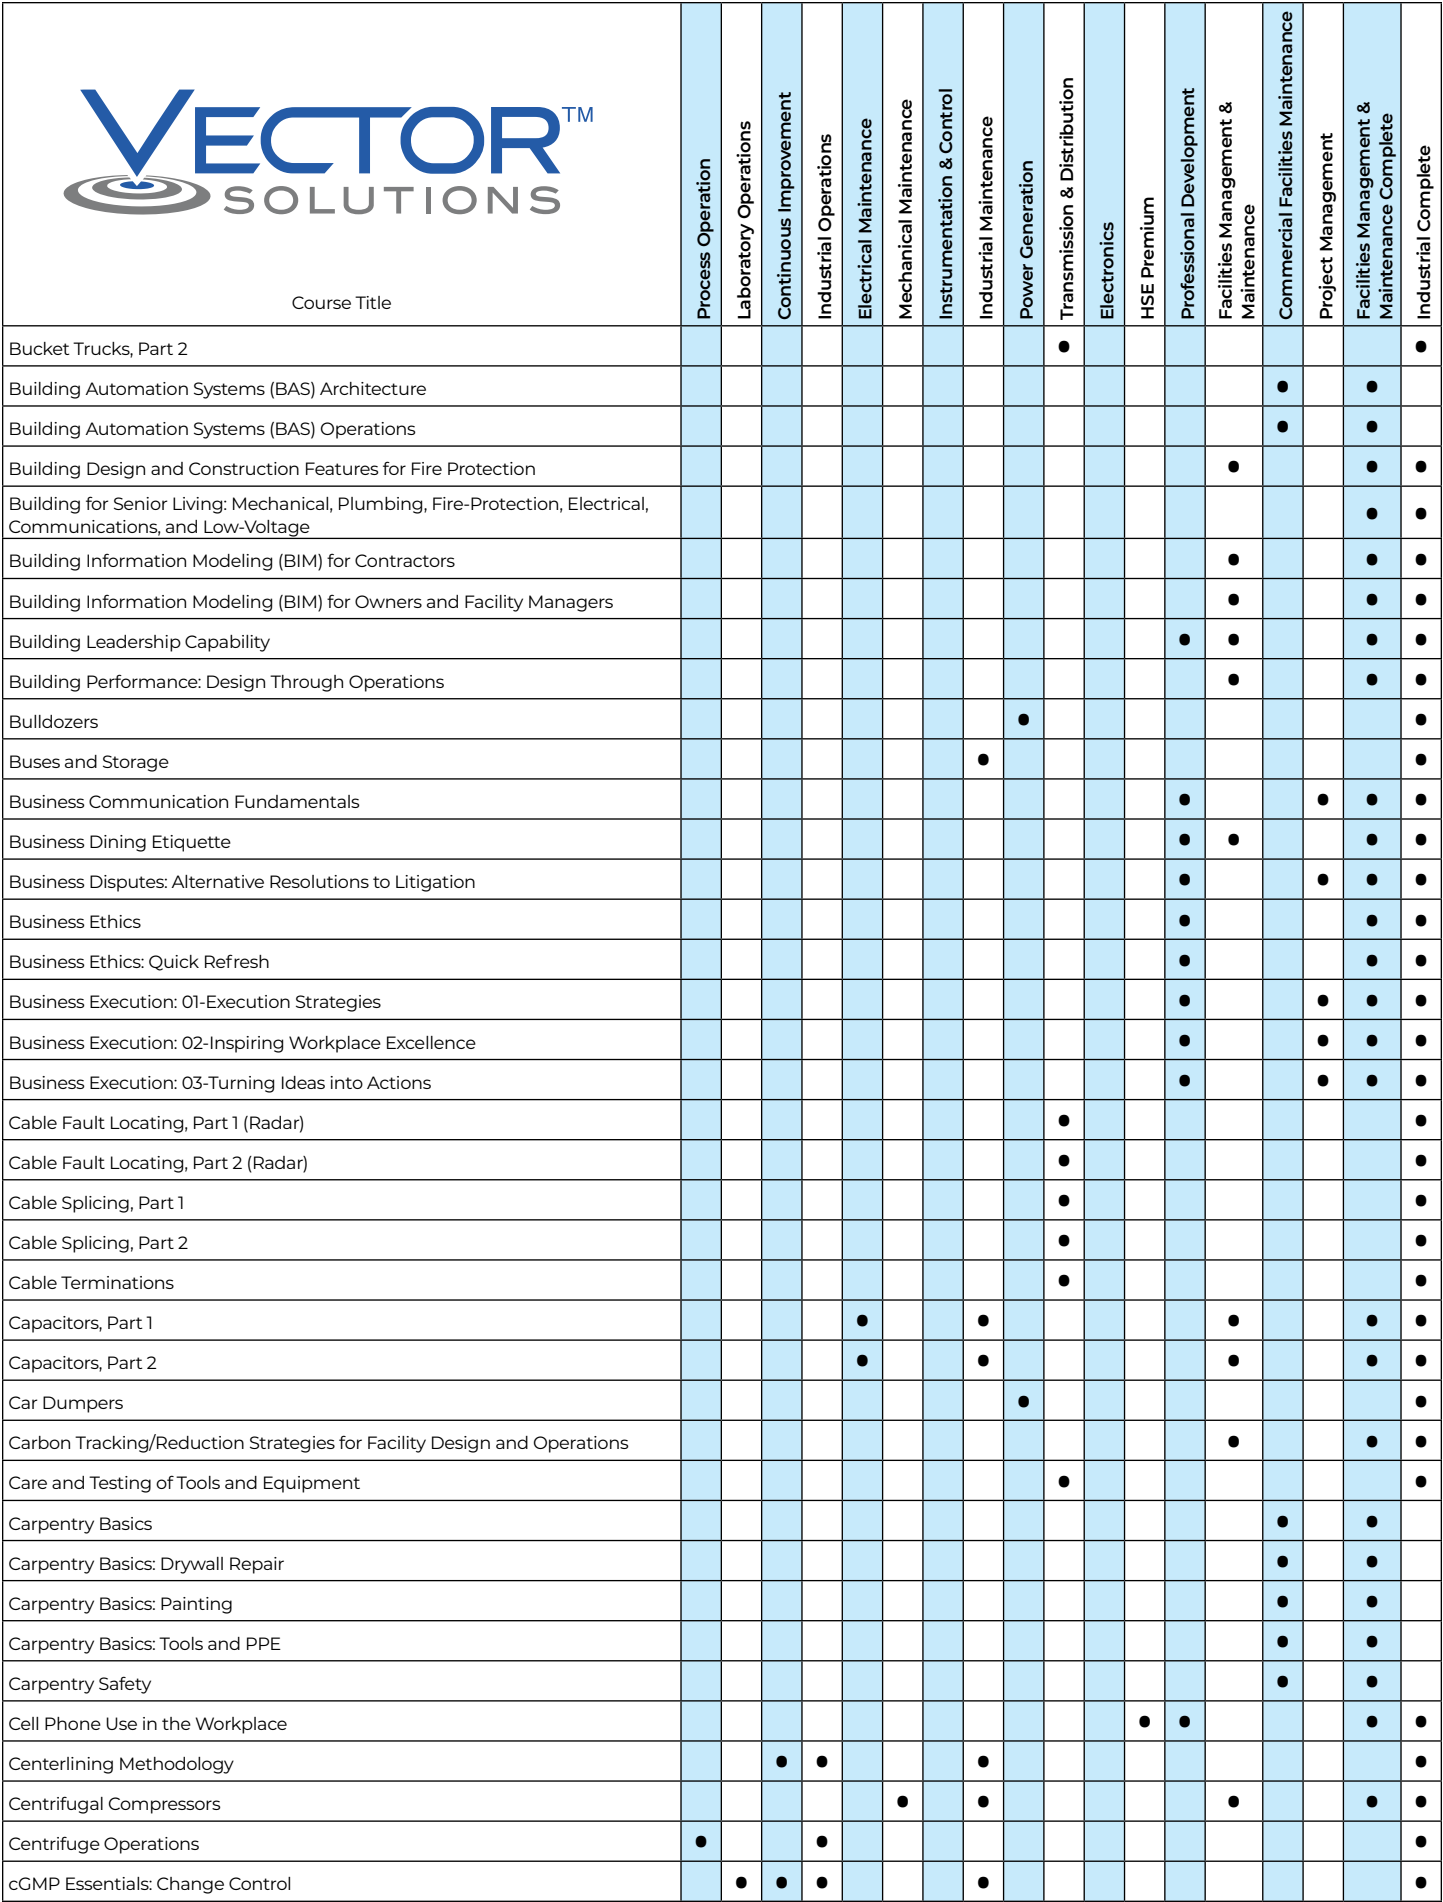 VECTOR™
SOLUTIONS
Course Title
Process Operation
Laboratory Operations
Continuous Improvement
Industrial Operations
Electrical Maintenance
Mechanical Maintenance
Instrumentation & Control
Industrial Maintenance
Power Generation
Transmission & Distribution
Electronics
HSE Premium
Professional Development
Facilities Management &
Maintenance
Commercial Facilities Maintenance
Project Management
Facilities Management &
Maintenance Complete
Industrial Complete
Bucket Trucks, Part 2 • •
Building Automation Systems (BAS) Architecture • •
Building Automation Systems (BAS) Operations • •
Building Design and Construction Features for Fire Protection • • •
Building for Senior Living: Mechanical, Plumbing, Fire-Protection, Electrical,
Communications, and Low-Voltage • •
Building Information Modeling (BIM) for Contractors • • •
Building Information Modeling (BIM) for Owners and Facility Managers • • •
Building Leadership Capability • • • •
Building Performance: Design Through Operations • • •
Bulldozers • •
Buses and Storage • •
Business Communication Fundamentals • • • •
Business Dining Etiquette • • • •
Business Disputes: Alternative Resolutions to Litigation • • • •
Business Ethics • • •
Business Ethics: Quick Refresh • • •
Business Execution: 01-Execution Strategies • • • •
Business Execution: 02-Inspiring Workplace Excellence • • • •
Business Execution: 03-Turning Ideas into Actions • • • •
Cable Fault Locating, Part 1 (Radar) • •
Cable Fault Locating, Part 2 (Radar) • •
Cable Splicing, Part 1 • •
Cable Splicing, Part 2 • •
Cable Terminations • •
Capacitors, Part 1 • • • • •
Capacitors, Part 2 • • • • •
Car Dumpers • •
Carbon Tracking/Reduction Strategies for Facility Design and Operations • • •
Care and Testing of Tools and Equipment • •
Carpentry Basics • •
Carpentry Basics: Drywall Repair • •
Carpentry Basics: Painting • •
Carpentry Basics: Tools and PPE • •
Carpentry Safety • •
Cell Phone Use in the Workplace • • • •
Centerlining Methodology • • • •
Centrifugal Compressors • • • • •
Centrifuge Operations • • •
cGMP Essentials: Change Control • • • • •